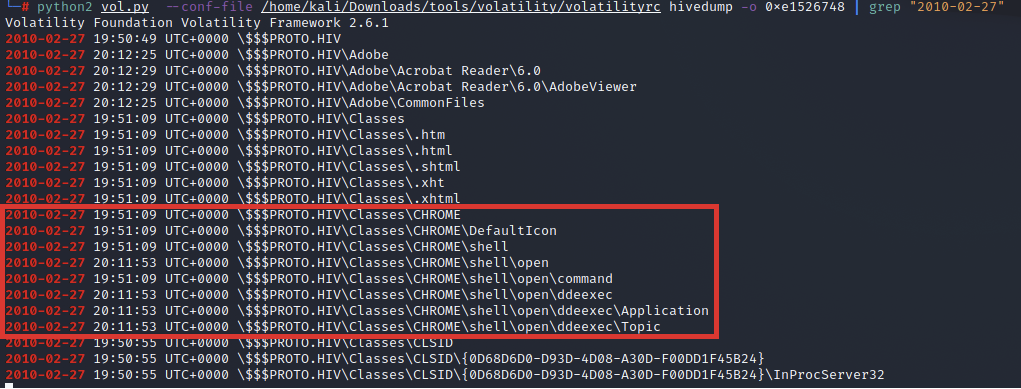 └─# python2 vol.py --conf-file /home/kali/Downloads/tools/volatility/volatilityrc hivedump -o 0×e1526748 | grep "2010-02-27"
Volatility Foundation Volatility Framework 2.6.1
2010-02-27 19:50:49 UTC+0000 \$$$PROTO.HIV
2010-02-27 20:12:25 UTC+0000 \$$$PROTO.HIV\Adobe
2010-02-27 20:12:29 UTC+0000 \$$$PROTO.HIV\Adobe\Acrobat Reader\6.0
2010-02-27 20:12:29 UTC+0000 \$$$PROTO.HIV\Adobe\Acrobat Reader\6.0\AdobeViewer
2010-02-27 20:12:25 UTC+0000 \$$$PROTO.HIV\Adobe\CommonFiles
2010-02-27 19:51:09 UTC+0000 \$$$PROTO.HIV\Classes
2010-02-27 19:51:09 UTC+0000 \$$$PROTO.HIV\Classes\.htm
2010-02-27 19:51:09 UTC+0000 \$$$PROTO.HIV\Classes\.html
2010-02-27 19:51:09 UTC+0000 \$$$PROTO.HIV\Classes\.shtml
2010-02-27 19:51:09 UTC+0000 \$$$PROTO.HIV\Classes\.xht
2010-02-27 19:51:09 UTC+0000 \$$$PROTO.HIV\Classes\.xhtml
2010-02-27 19:51:09 UTC+0000 \$$$PROTO.HIV\Classes\CHROME
2010-02-27 19:51:09 UTC+0000 \$$$PROTO.HIV\Classes\CHROME\DefaultIcon
2010-02-27 19:51:09 UTC+0000 \$$$PROTO.HIV\Classes\CHROME\shell
2010-02-27 20:11:53 UTC+0000 \$$$PROTO.HIV\Classes\CHROME\shell\open
2010-02-27 19:51:09 UTC+0000 \$$$PROTO.HIV\Classes\CHROME\shell\open\command
2010-02-27 20:11:53 UTC+0000 \$$$PROTO.HIV\Classes\CHROME\shell\open\ddeexec
2010-02-27 20:11:53 UTC+0000 \$$$PROTO.HIV\Classes\CHROME\shell\open\ddeexec\Application
2010-02-27 20:11:53 UTC+0000 \$$$PROTO.HIV\Classes\CHROME\shell\open\ddeexec\Topic
2010-02-27 19:50:55 UTC+0000 \$$$PROTO.HIV\Classes\CLSID
2010-02-27 19:50:55 UTC+0000 \$$$PROTO.HIV\Classes\CLSID\{0D68D6D0-D93D-4D08-A30D-F00DD1F45B24}
2010-02-27 19:50:55 UTC+0000 \$$$PROTO.HIV\Classes\CLSID\{0D68D6D0-D93D-4D08-A30D-F00DD1F45B24}\InProcServer32